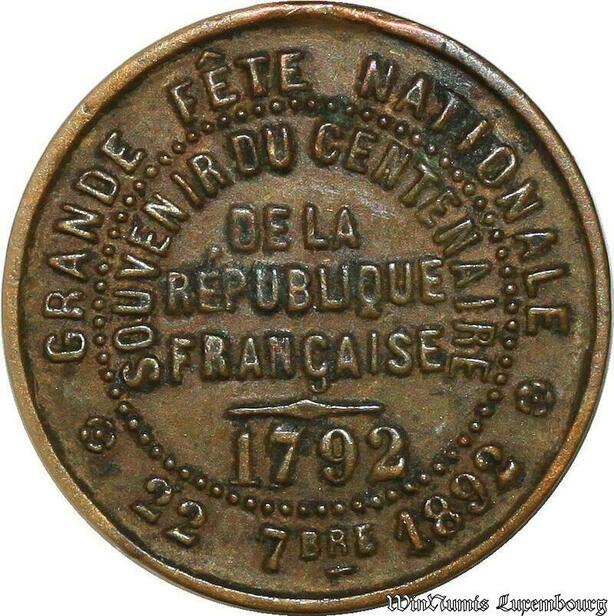 GRANDE FÊTE NATIONALE
SOUVENIR DU CENTENAIRE
DE LA
RÉPUBLIQUE
FRANÇAISE
1792
22 7BRE 1892
WinNumis Luxembourg